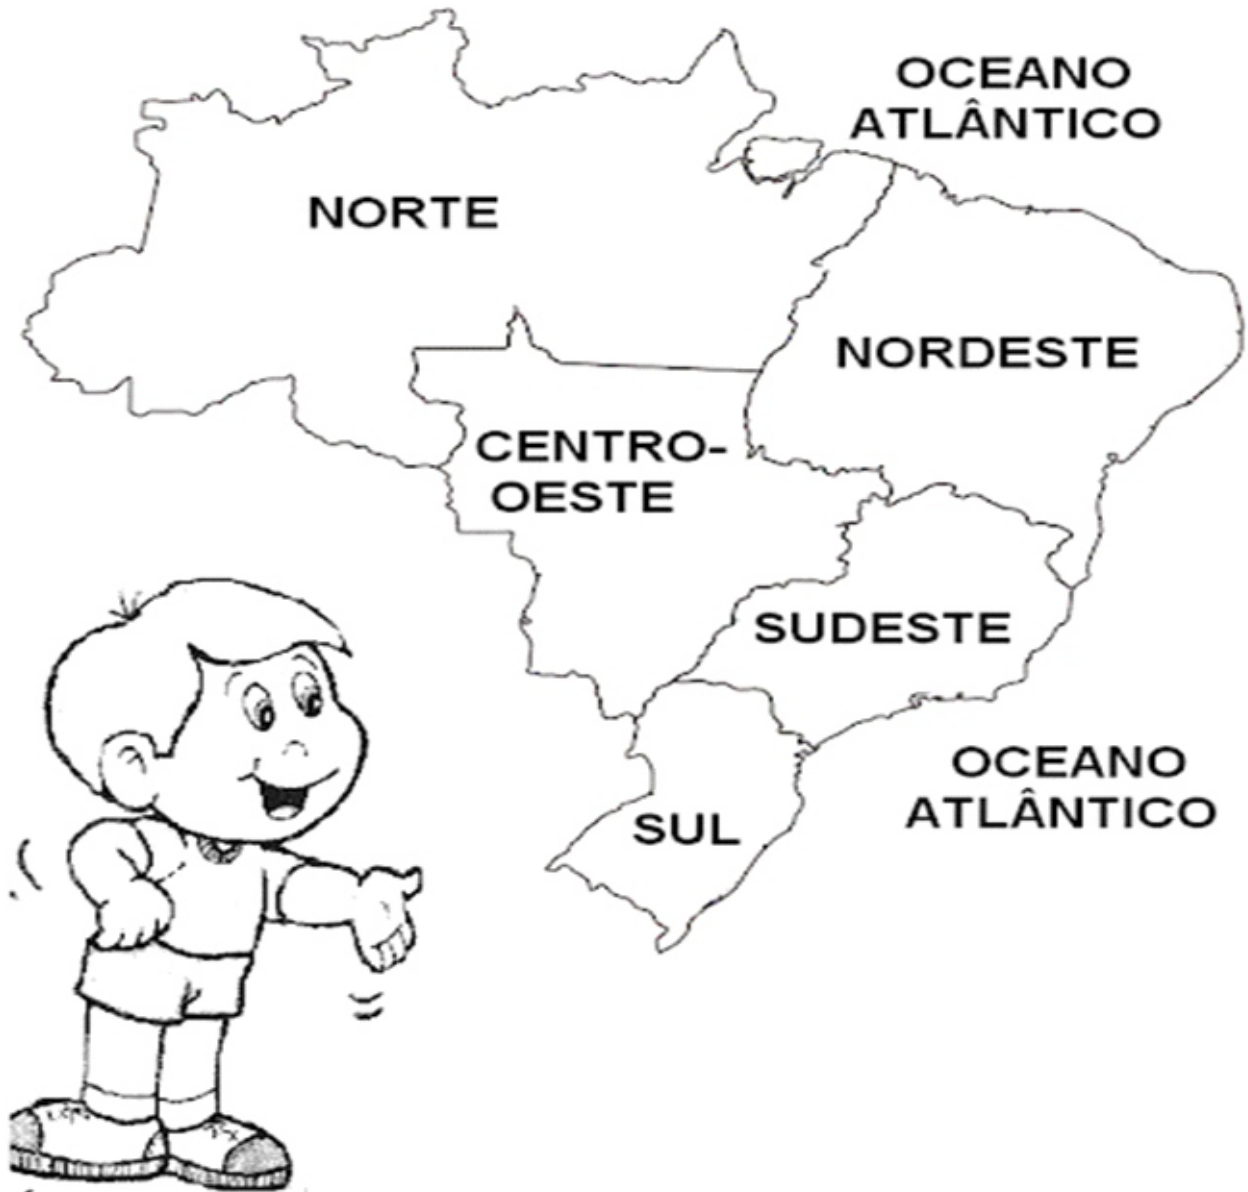 OCEANO
ATLÂNTICO
NORTE
NORDESTE
CENTRO-
OESTE
SUDESTE
OCEANO
ATLÂNTICO
SUL